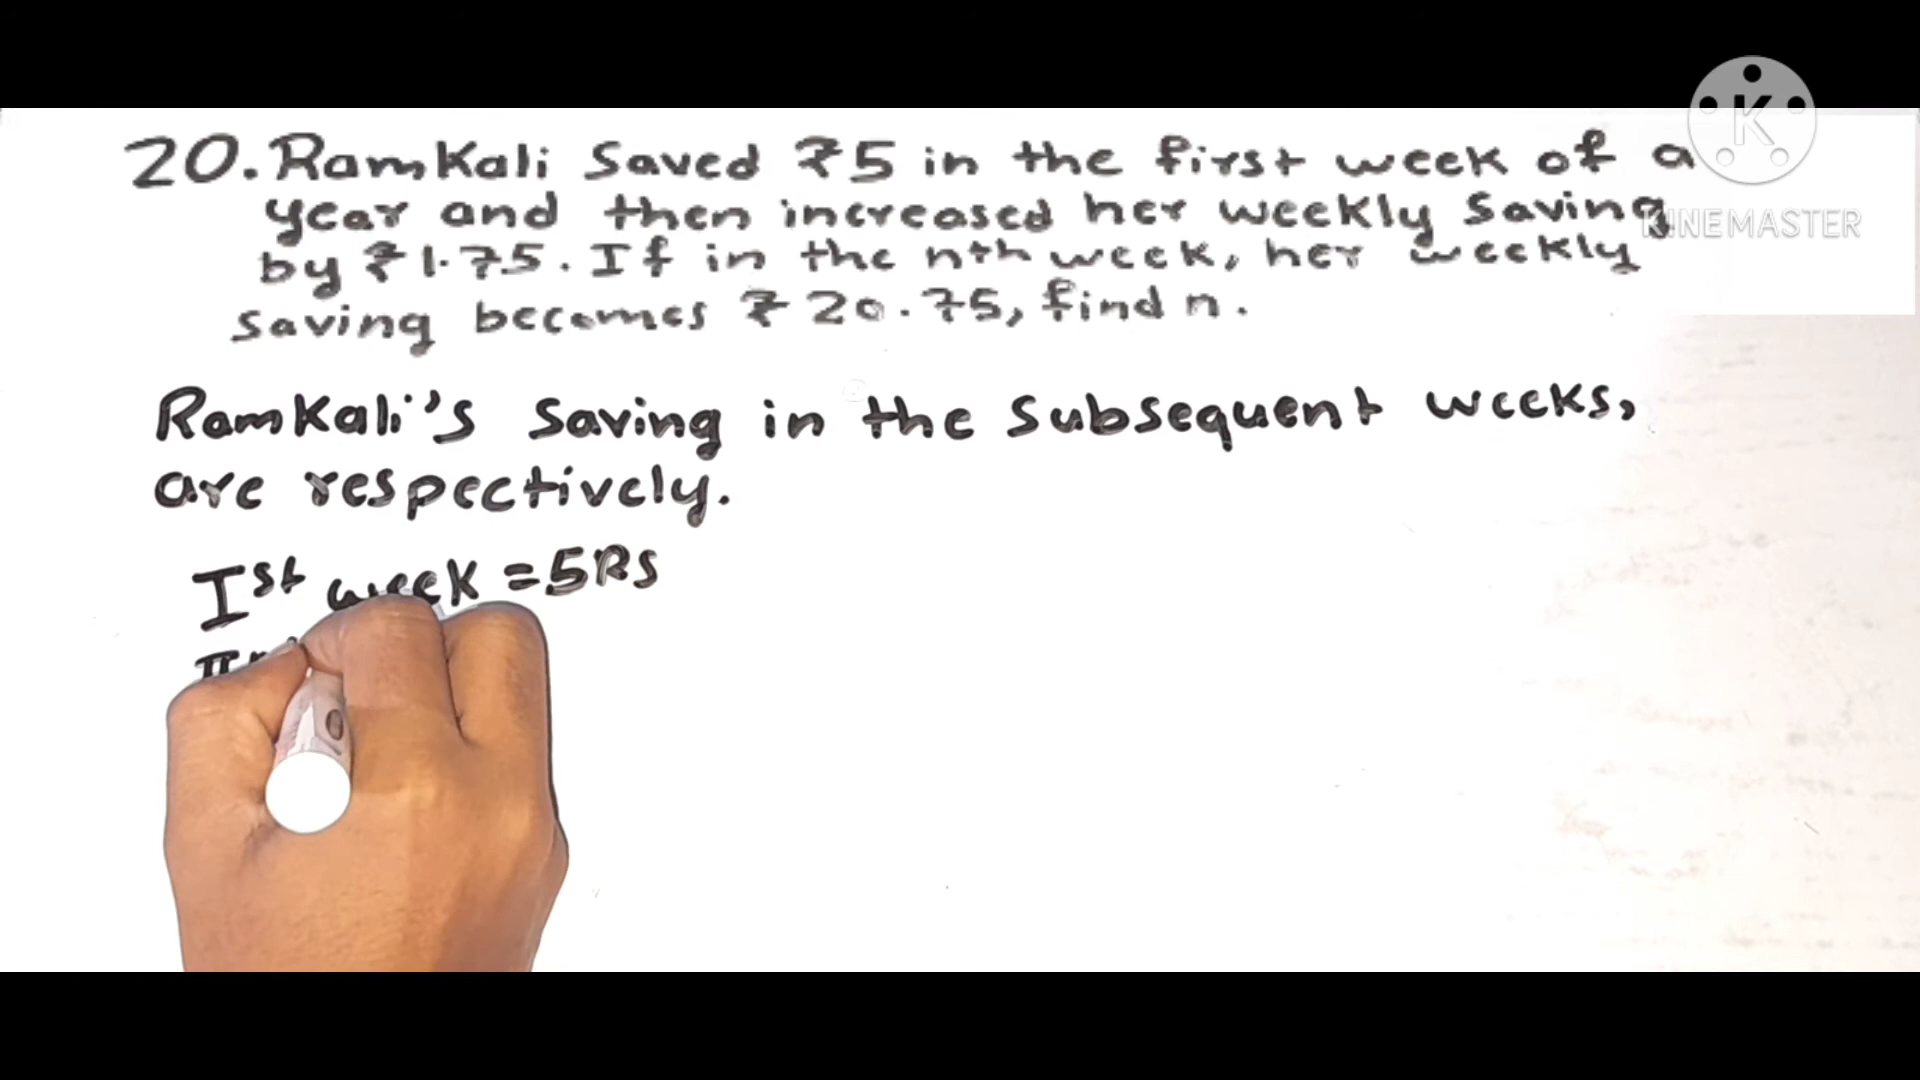 K
KINEMASTER
20. Ramkali Saved ₹5 in the first week of a
year and then increased her weekly Saving
by ₹1.75. If in the nth week, her weekly
saving becomes ₹20.75, find n.
Ramkali's Saving in the Subsequent weeks,
are respectively.
Ist week = 5Rs